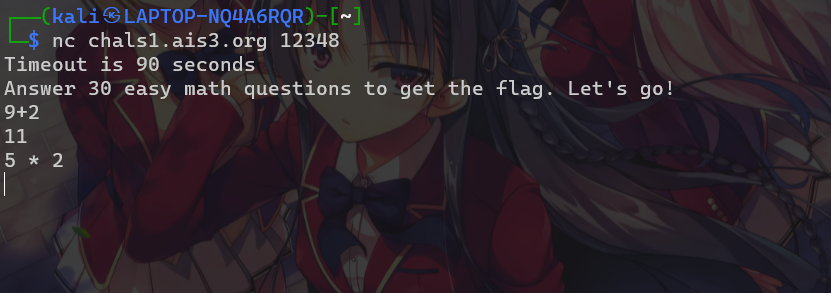 ┌──(kali㉿LAPTOP-NQ4A6RQR)-[~]
└─$ nc chals1.ais3.org 12348
Timeout is 90 seconds
Answer 30 easy math questions to get the flag. Let's go!
9+2
11
5 * 2